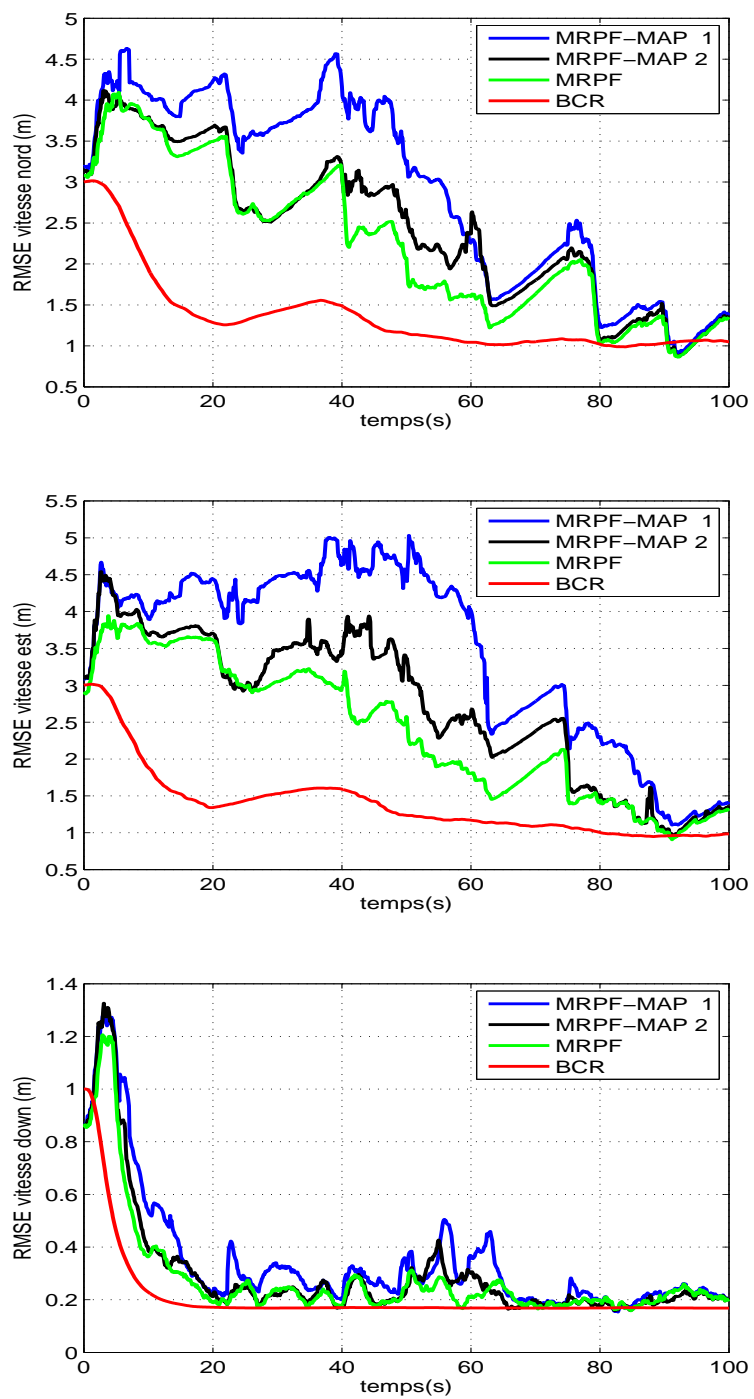 5
4.5
4
3.5
3
2.5
2
1.5
1
0.5
RMSE vitesse nord (m)
MRPF−MAP 1
MRPF−MAP 2
MRPF
BCR
0 20 40 60 80 100
temps(s)
5.5
5
4.5
4
3.5
3
2.5
2
1.5
1
0.5
RMSE vitesse est (m)
MRPF−MAP 1
MRPF−MAP 2
MRPF
BCR
0 20 40 60 80 100
temps(s)
1.4
1.2
1
0.8
0.6
0.4
0.2
0
RMSE vitesse down (m)
MRPF−MAP 1
MRPF−MAP 2
MRPF
BCR
0 20 40 60 80 100
temps(s)